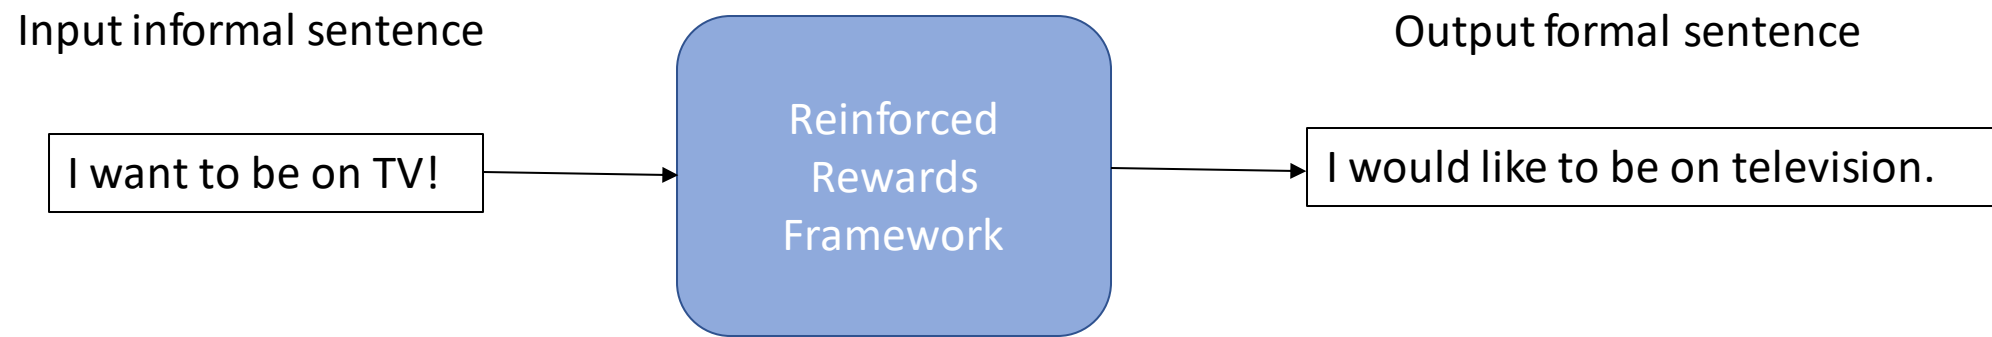 Input informal sentence
Output formal sentence
I want to be on TV!
Reinforced
Rewards
Framework
I would like to be on television.